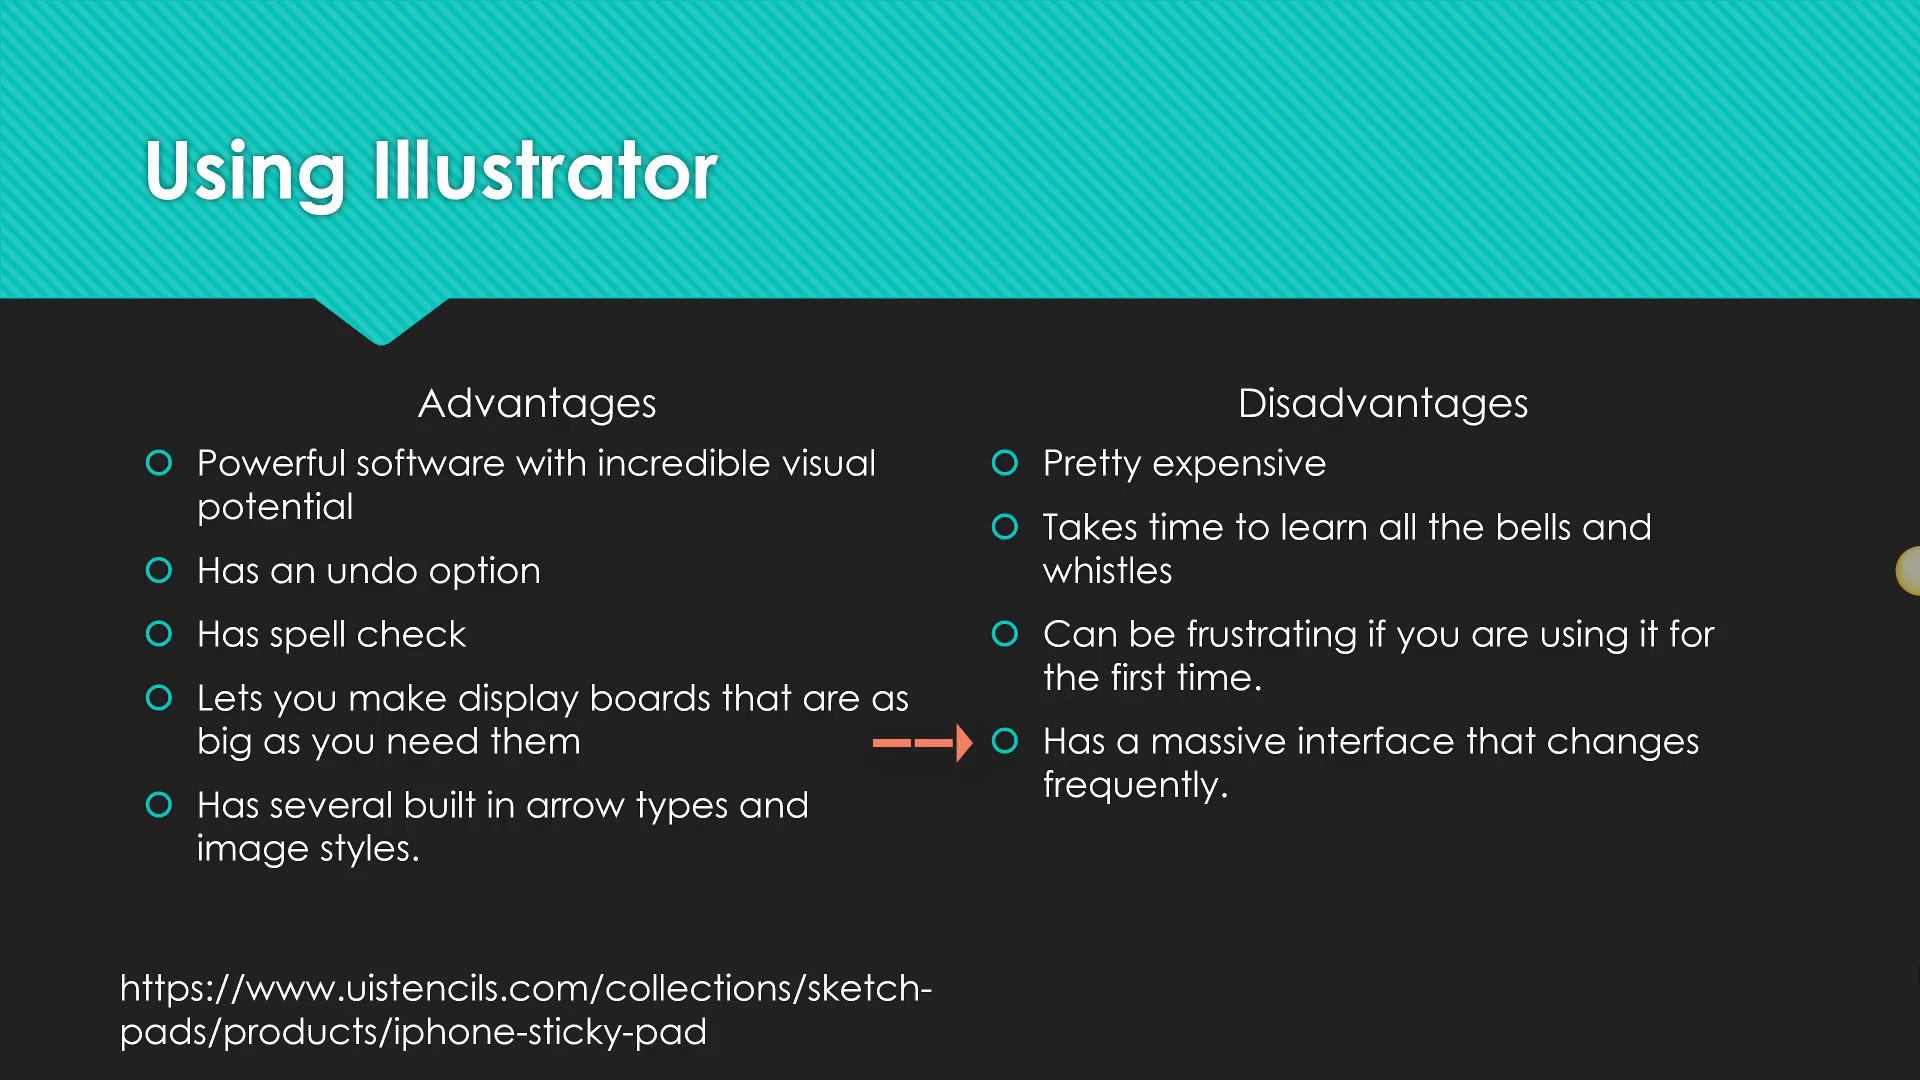 Using Illustrator
Advantages
Powerful software with incredible visual
potential
Has an undo option
Has spell check
Lets you make display boards that are as
big as you need them
Has several built in arrow types and
image styles.
Disadvantages
Pretty expensive
Takes time to learn all the bells and
whistles
Can be frustrating if you are using it for
the first time.
Has a massive interface that changes
frequently.
https://www.uistencils.com/collections/sketch-
pads/products/iphone-sticky-pad